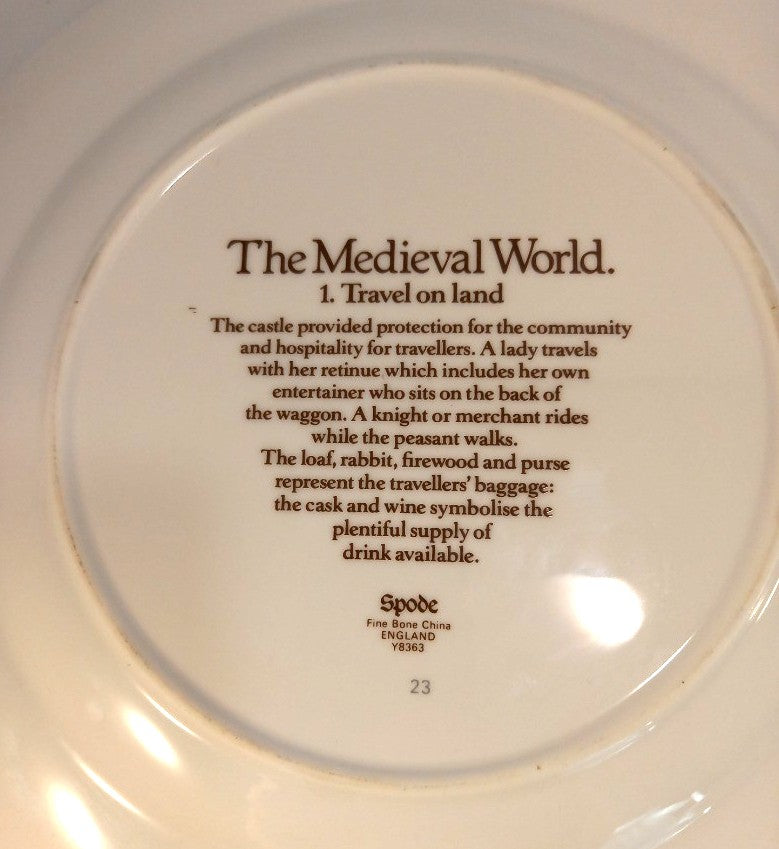 The Medieval World.
1. Travel on land
The castle provided protection for the community
and hospitality for travellers. A lady travels
with her retinue which includes her own
entertainer who sits on the back of
the waggon. A knight or merchant rides
while the peasant walks.
The loaf, rabbit, firewood and purse
represent the travellers' baggage:
the cask and wine symbolise the
plentiful supply of
drink available.
Spode
Fine Bone China
ENGLAND
Y8363
23